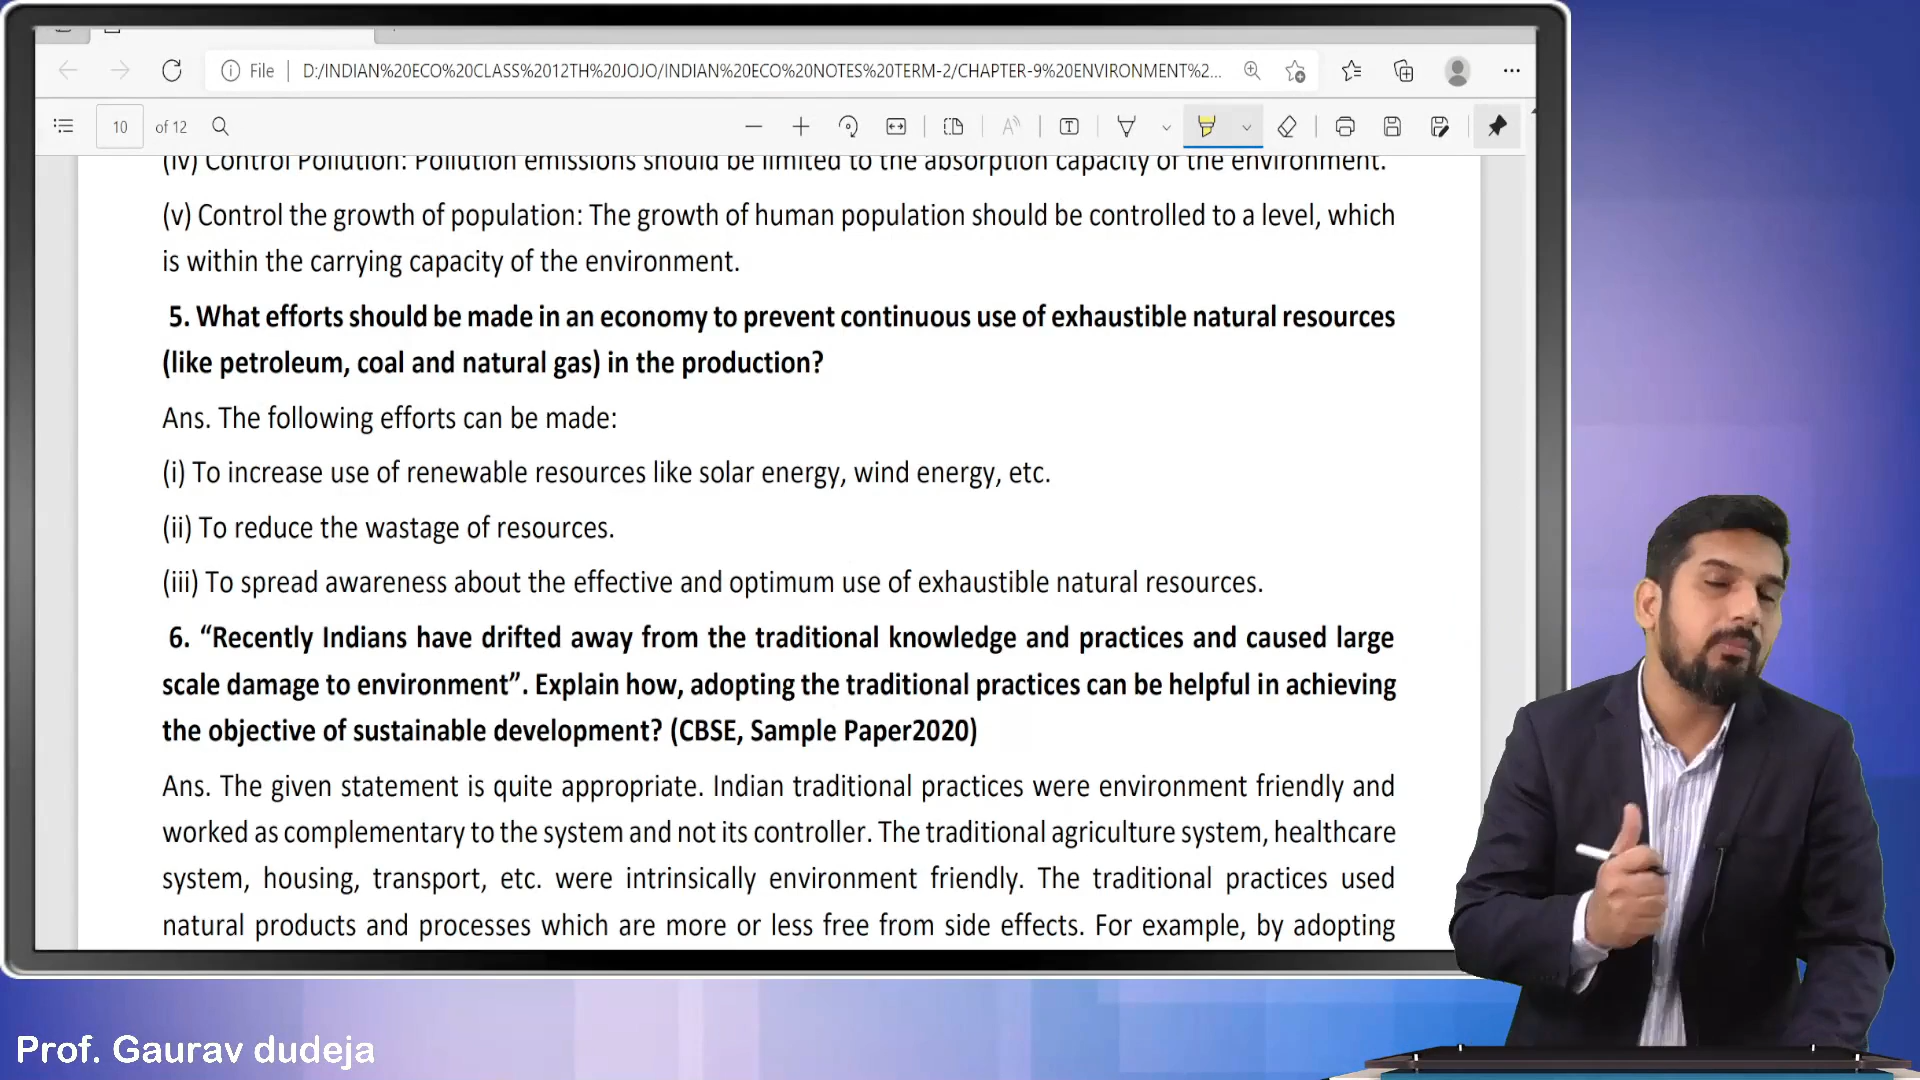 File D:/INDIAN%20ECO%20CLASS%2012TH%20JOJO/INDIAN%20ECO%20NOTES%20TERM-2/CHAPTER-9%20ENVIRONMENT%2...
10 of 12
(iv) Control Pollution: Pollution emissions should be limited to the absorption capacity of the environment.
(v) Control the growth of population: The growth of human population should be controlled to a level, which
is within the carrying capacity of the environment.
5. What efforts should be made in an economy to prevent continuous use of exhaustible natural resources
(like petroleum, coal and natural gas) in the production?
Ans. The following efforts can be made:
(i) To increase use of renewable resources like solar energy, wind energy, etc.
(ii) To reduce the wastage of resources.
(iii) To spread awareness about the effective and optimum use of exhaustible natural resources.
6. “Recently Indians have drifted away from the traditional knowledge and practices and caused large
scale damage to environment”. Explain how, adopting the traditional practices can be helpful in achieving
the objective of sustainable development? (CBSE, Sample Paper2020)
Ans. The given statement is quite appropriate. Indian traditional practices were environment friendly and
worked as complementary to the system and not its controller. The traditional agriculture system, healthcare
system, housing, transport, etc. were intrinsically environment friendly. The traditional practices used
natural products and processes which are more or less free from side effects. For example, by adopting
Prof. Gaurav dudeja